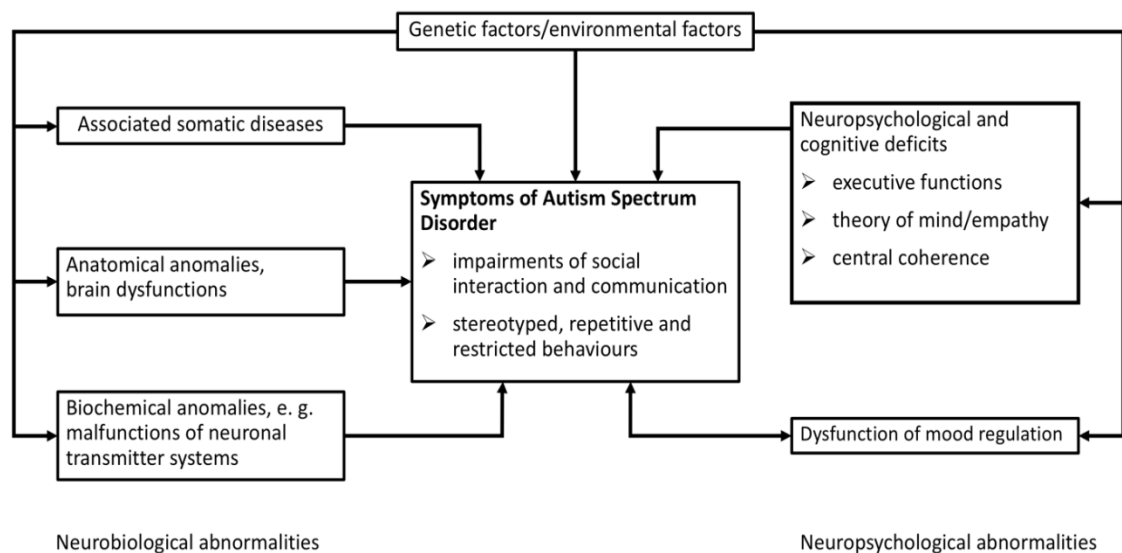 Genetic factors/environmental factors
Associated somatic diseases
Anatomical anomalies,
brain dysfunctions
Biochemical anomalies, e. g.
malfunctions of neuronal
transmitter systems
Symptoms of Autism Spectrum
Disorder
➢ impairments of social
interaction and communication
➢ stereotyped, repetitive and
restricted behaviours
Neuropsychological and
cognitive deficits
➢ executive functions
➢ theory of mind/empathy
➢ central coherence
Dysfunction of mood regulation
Neurobiological abnormalities
Neuropsychological abnormalities